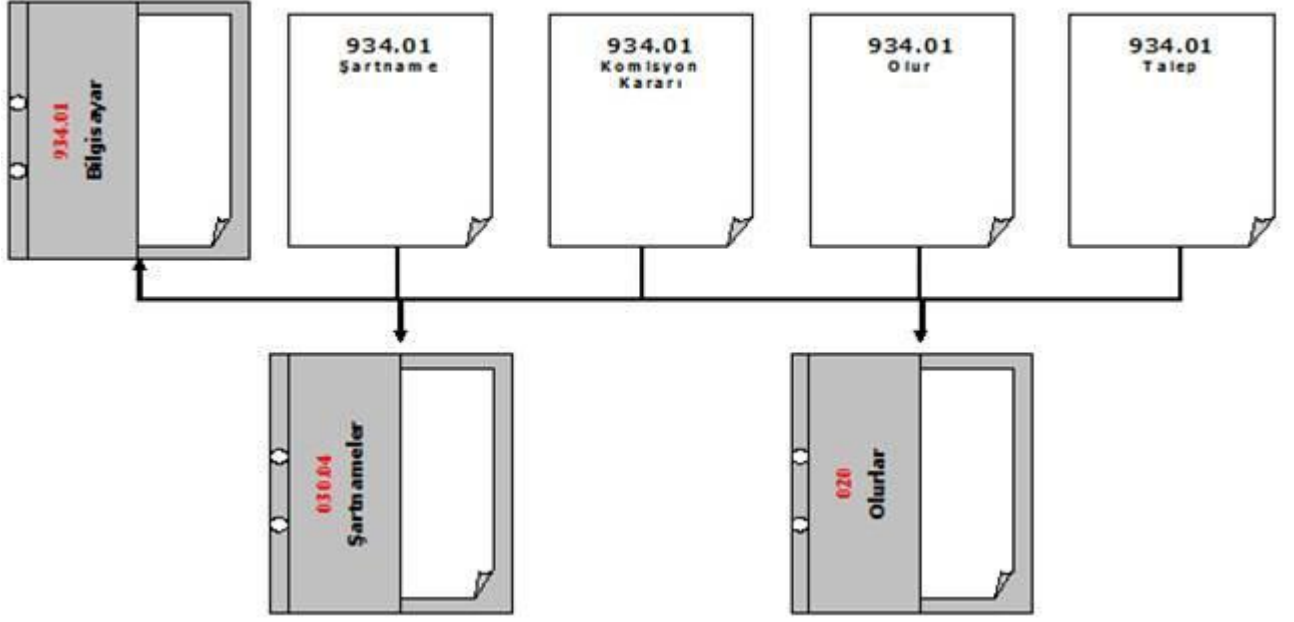 934.01
Bilgisayar
934.01
Şartname
934.01
Komisyon
Kararı
934.01
Olur
934.01
Talep
030.04
Şartnameler
020
Olurlar